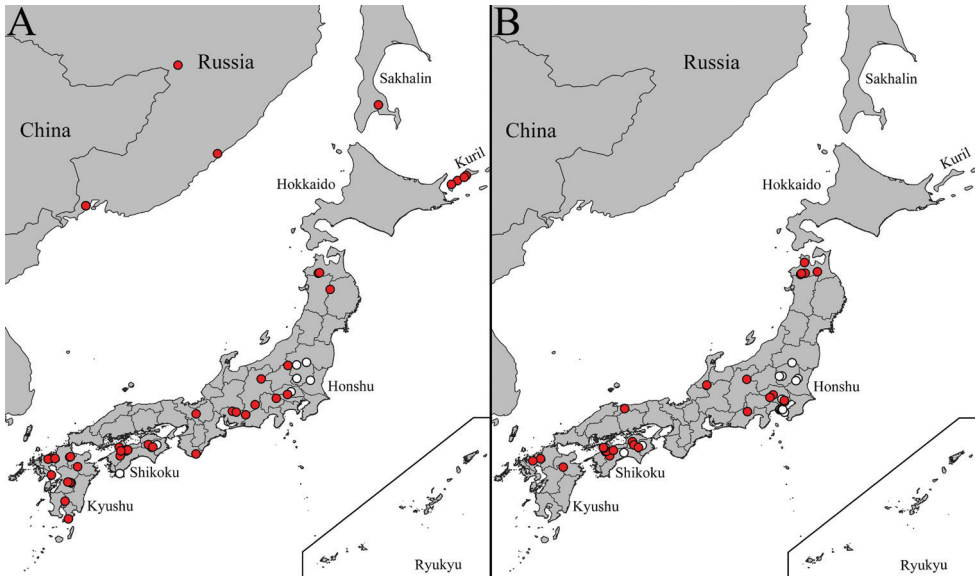 A
Russia
Sakhalin
China
Kuril
Hokkaido
Honshu
Shikoku
Kyushu
Ryukyu
B
Russia
Sakhalin
China
Kuril
Hokkaido
Honshu
Shikoku
Kyushu
Ryukyu